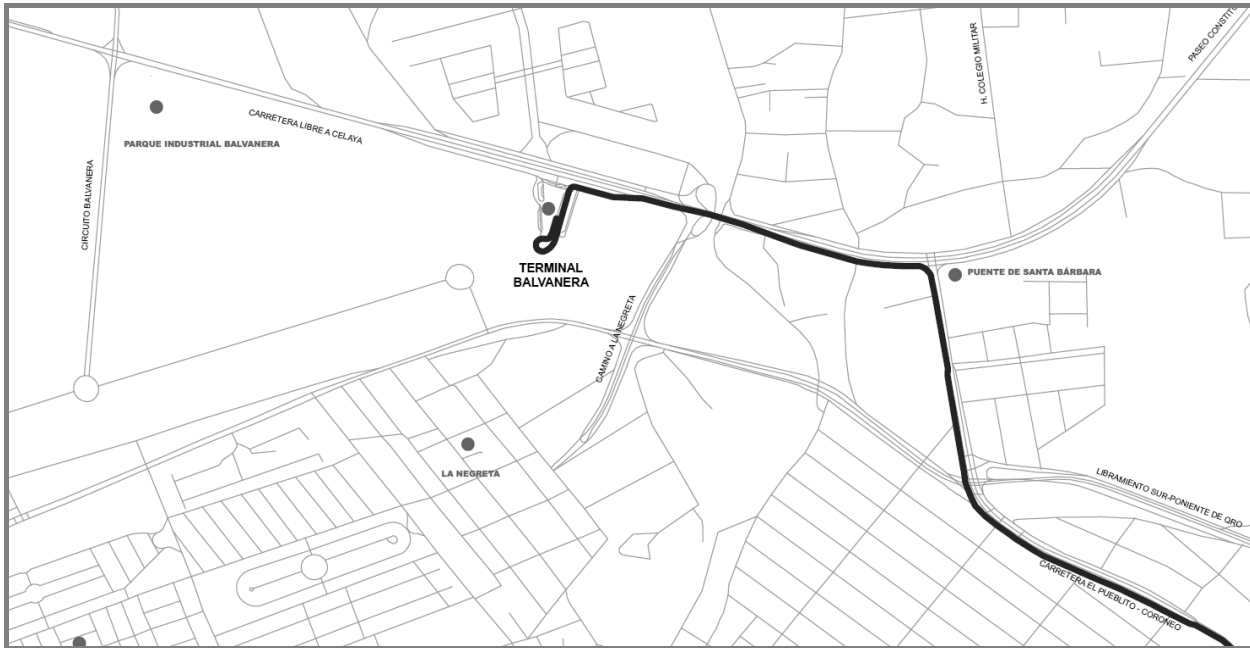 PASEO CONSTITU
H. COLEGIO MILITAR
CARRETERA LIBRE A CELAYA
PARQUE INDUSTRIAL BALVANERA
CIRCUITO BALVANERA
TERMINAL
BALVANERA
PUENTE DE SANTA BÁRBARA
CAMINO A LA NEGRETA
LA NEGRETA
LIBRAMIENTO SUR-PONIENTE DE QRO
CARRETERA EL PUEBLITO - CORONEO